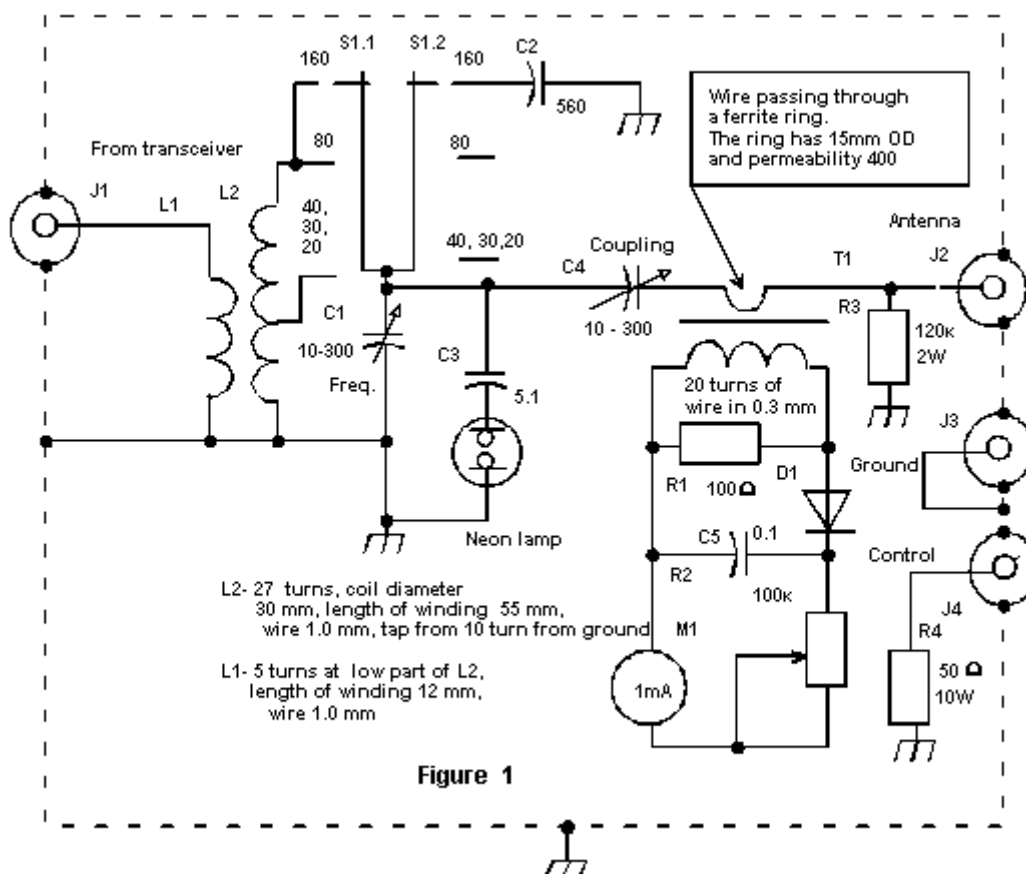 S1.1
S1.2
160
160
C2
560
From transceiver
J1
L1
L2
80
80
40,
30,
20
40, 30,20
Wire passing through
a ferrite ring.
The ring has 15mm OD
and permeability 400
Coupling
C4
10 - 300
T1
Antenna
J2
R3
120к
2W
C1
10-300
Freq.
C3
5.1
Neon lamp
20 turns of
wire in 0.3 mm
R1
100Ω
D1
C5
0.1
R2
100к
M1
1mA
J3
Ground
Control
J4
R4
50 Ω
10W
L2- 27 turns, coil diameter
30 mm, length of winding 55 mm,
wire 1.0 mm, tap from 10 turn from ground
L1- 5 turns at low part of L2,
length of winding 12 mm,
wire 1.0 mm
Figure 1